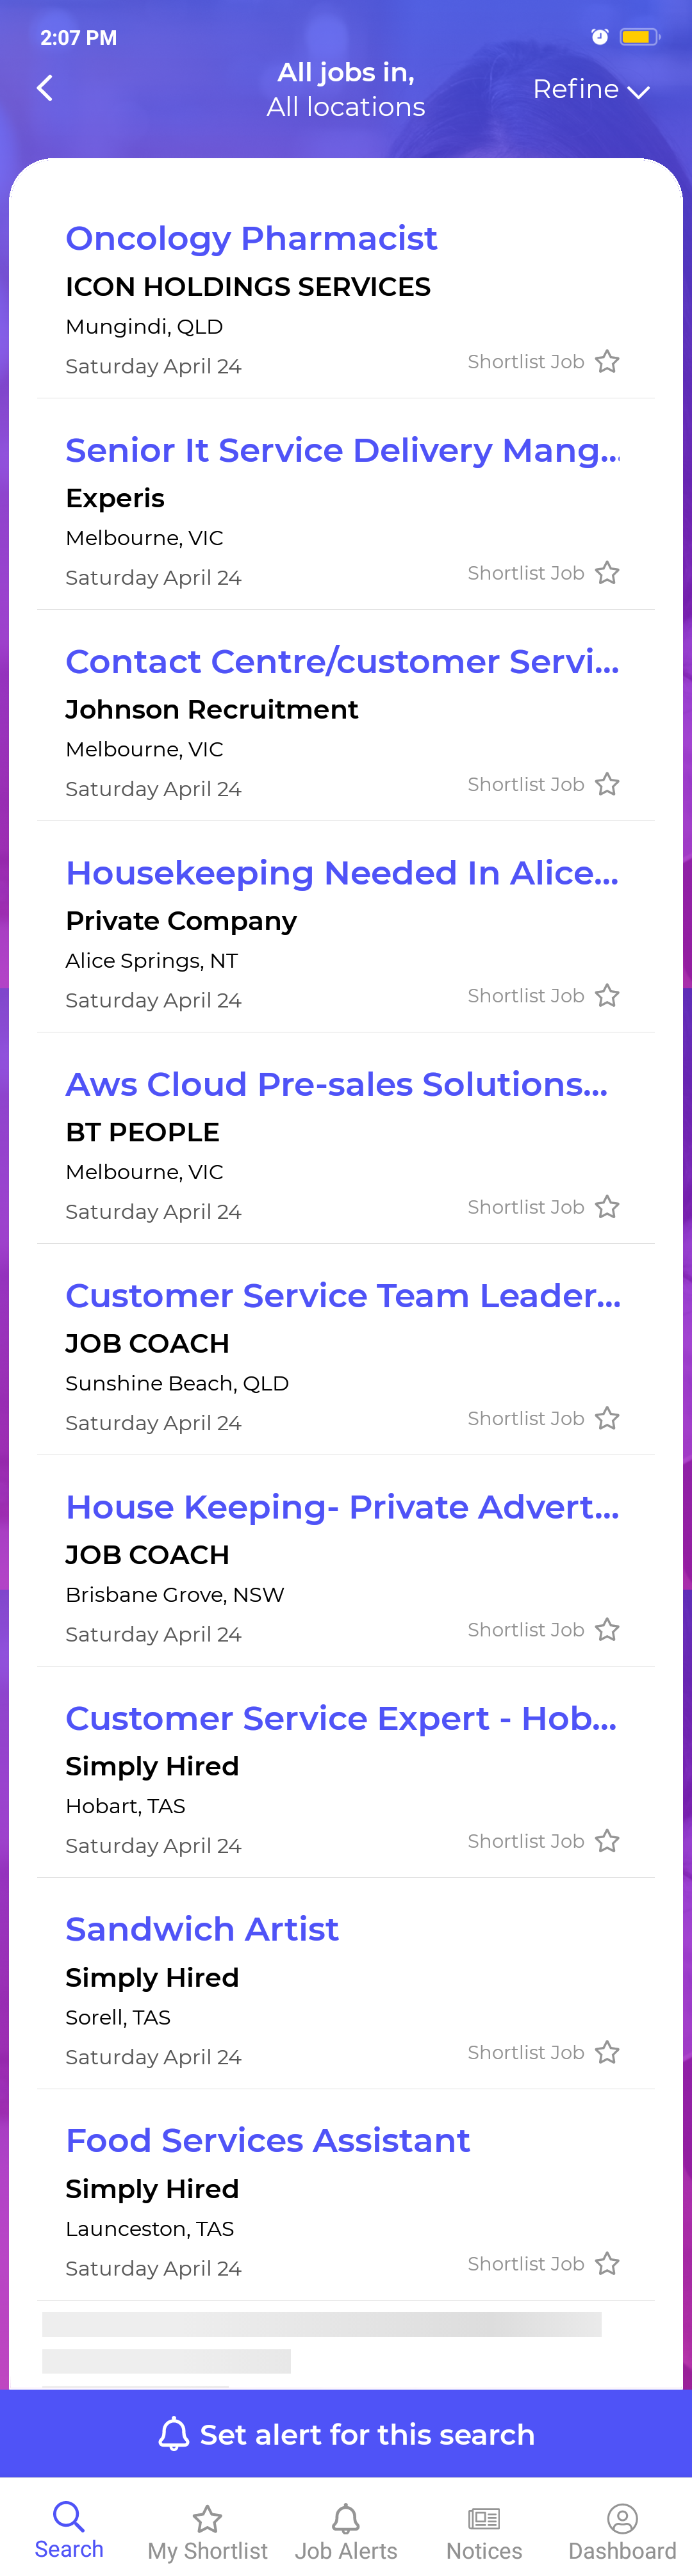 2:07 PM
All jobs in,
All locations
Refine
Oncology Pharmacist
ICON HOLDINGS SERVICES
Mungindi, QLD
Saturday April 24
Shortlist Job
Senior It Service Delivery Mang...
Experis
Melbourne, VIC
Saturday April 24
Shortlist Job
Contact Centre/customer Servi...
Johnson Recruitment
Melbourne, VIC
Saturday April 24
Shortlist Job
Housekeeping Needed In Alice...
Private Company
Alice Springs, NT
Saturday April 24
Shortlist Job
Aws Cloud Pre-sales Solutions...
BT PEOPLE
Melbourne, VIC
Saturday April 24
Shortlist Job
Customer Service Team Leader...
JOB COACH
Sunshine Beach, QLD
Saturday April 24
Shortlist Job
House Keeping- Private Advert...
JOB COACH
Brisbane Grove, NSW
Saturday April 24
Shortlist Job
Customer Service Expert - Hob...
Simply Hired
Hobart, TAS
Saturday April 24
Shortlist Job
Sandwich Artist
Simply Hired
Sorell, TAS
Saturday April 24
Shortlist Job
Food Services Assistant
Simply Hired
Launceston, TAS
Saturday April 24
Shortlist Job
Set alert for this search
Search
My Shortlist
Job Alerts
Notices
Dashboard